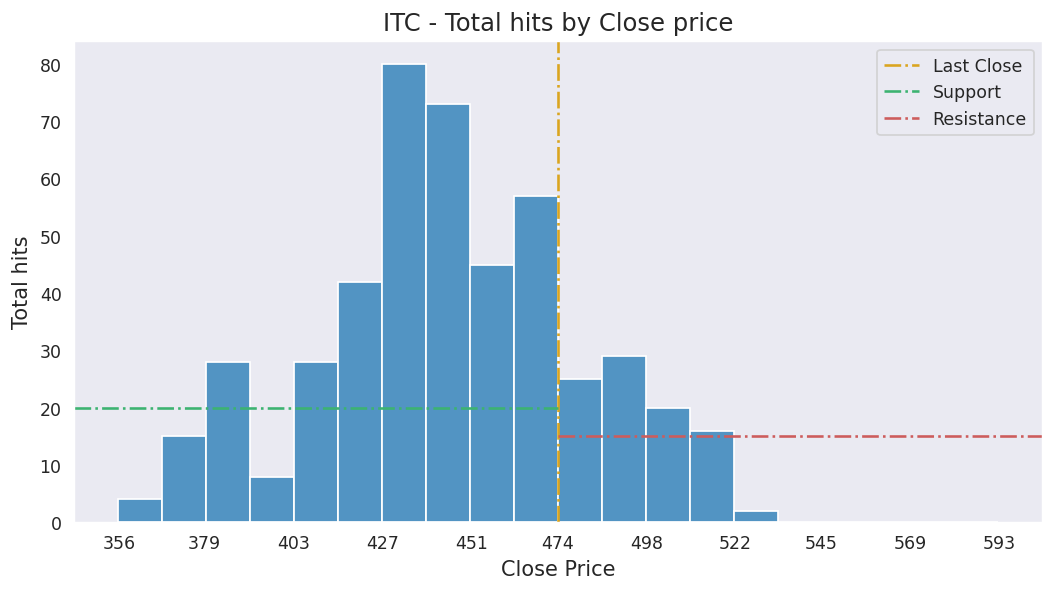 ITC - Total hits by Close price
Last Close
Support
Resistance
Total hits
80
70
60
50
40
30
20
10
0
356 379 403 427 451 474 498 522 545 569 593
Close Price